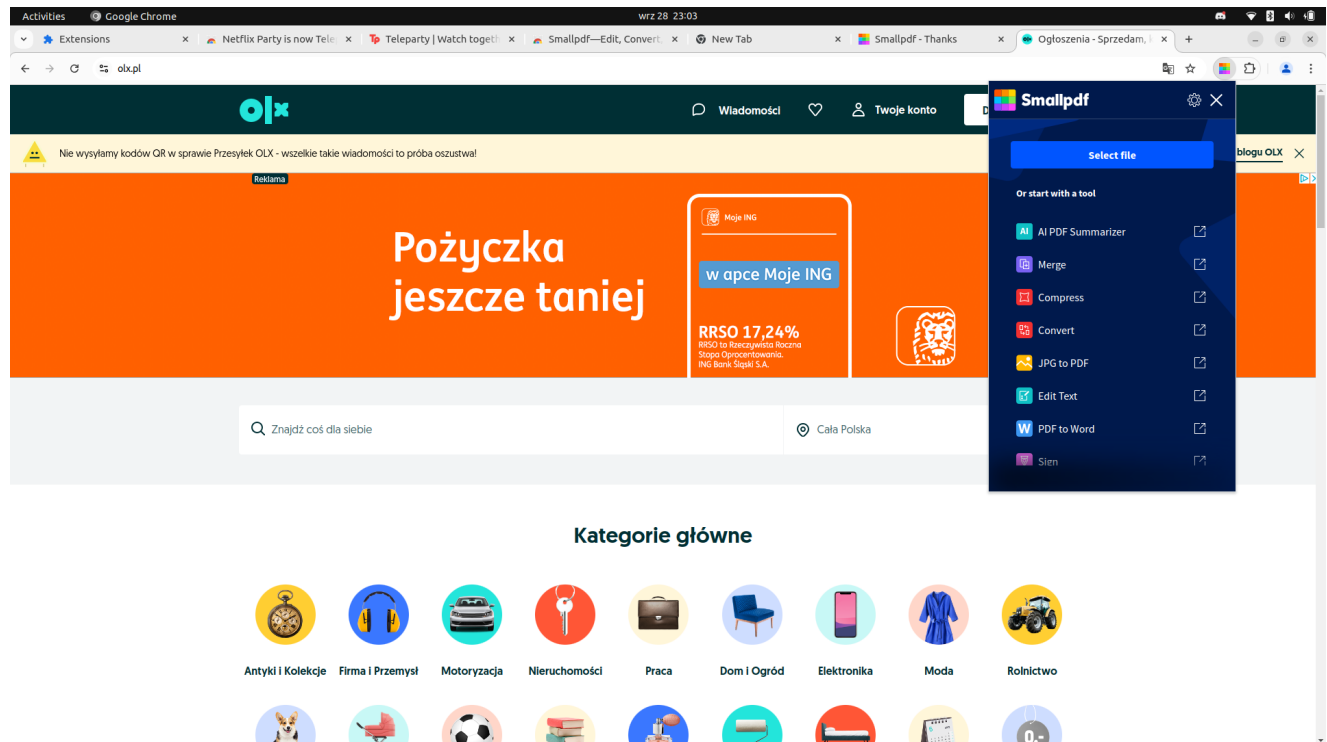 Activities Google Chrome wrz 28 23:03
Extensions Netflix Party is now Tele Teleparty | Watch togeth Smallpdf—Edit, Convert, New Tab Smallpdf - Thanks Ogłoszenia - Sprzedam,
olx.pl
olx Wiadomości Twoje konto D
Nie wysyłamy kodów QR w sprawie Przesyłek OLX - wszelkie takie wiadomości to próba oszustwa! blogu OLX
Reklama
Pożyczka
jeszcze taniej
Moje ING
w apce Moje ING
RRSO 17,24%
RRSO to Rzeczywista Roczna
Stopa Oprocentowania.
ING Bank Śląski S.A.
Smallpdf
Select file
Or start with a tool
AI AI PDF Summarizer
Merge
Compress
Convert
JPG to PDF
Edit Text
W PDF to Word
Sign
Znajdź coś dla siebie Cała Polska
Kategorie główne
Antyki i Kolekcje Firma i Przemysł Motoryzacja Nieruchomości Praca Dom i Ogród Elektronika Moda Rolnictwo
0,-